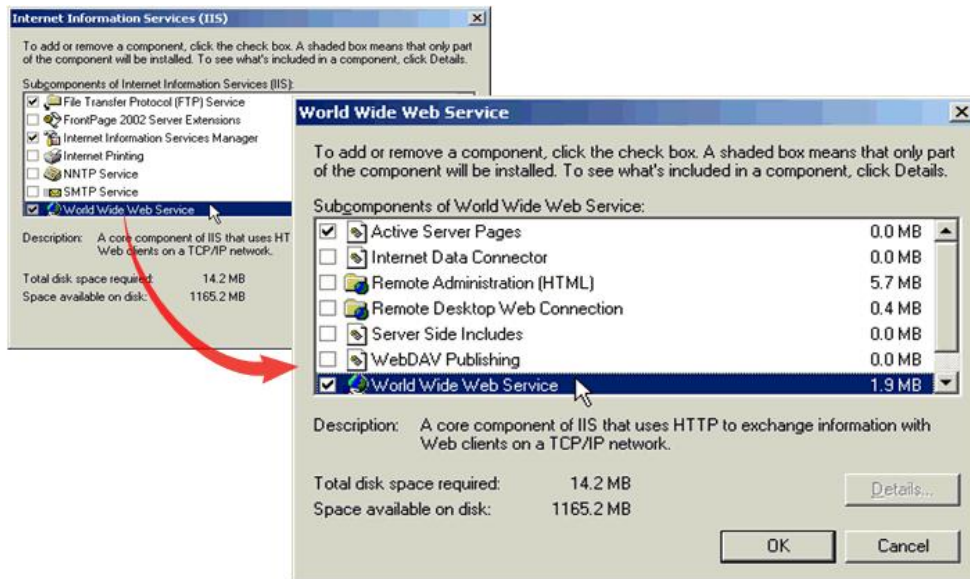 Internet Information Services (IIS)
To add or remove a component, click the check box. A shaded box means that only part
of the component will be installed. To see what's included in a component, click Details.
Subcomponents of Internet Information Services (IIS):
File Transfer Protocol (FTP) Service
FrontPage 2002 Server Extensions
Internet Information Services Manager
Internet Printing
NNTP Service
SMTP Service
World Wide Web Service
Description: A core component of IIS that uses HT
Web clients on a TCP/IP network.
Total disk space required: 14.2 MB
Space available on disk: 1165.2 MB
World Wide Web Service
To add or remove a component, click the check box. A shaded box means that only part
of the component will be installed. To see what's included in a component, click Details.
Subcomponents of World Wide Web Service:
Active Server Pages 0.0 MB
Internet Data Connector 0.0 MB
Remote Administration (HTML) 5.7 MB
Remote Desktop Web Connection 0.4 MB
Server Side Includes 0.0 MB
WebDAV Publishing 0.0 MB
World Wide Web Service 1.9 MB
Description: A core component of IIS that uses HTTP to exchange information with
Web clients on a TCP/IP network.
Total disk space required: 14.2 MB
Space available on disk: 1165.2 MB
Details...
OK Cancel